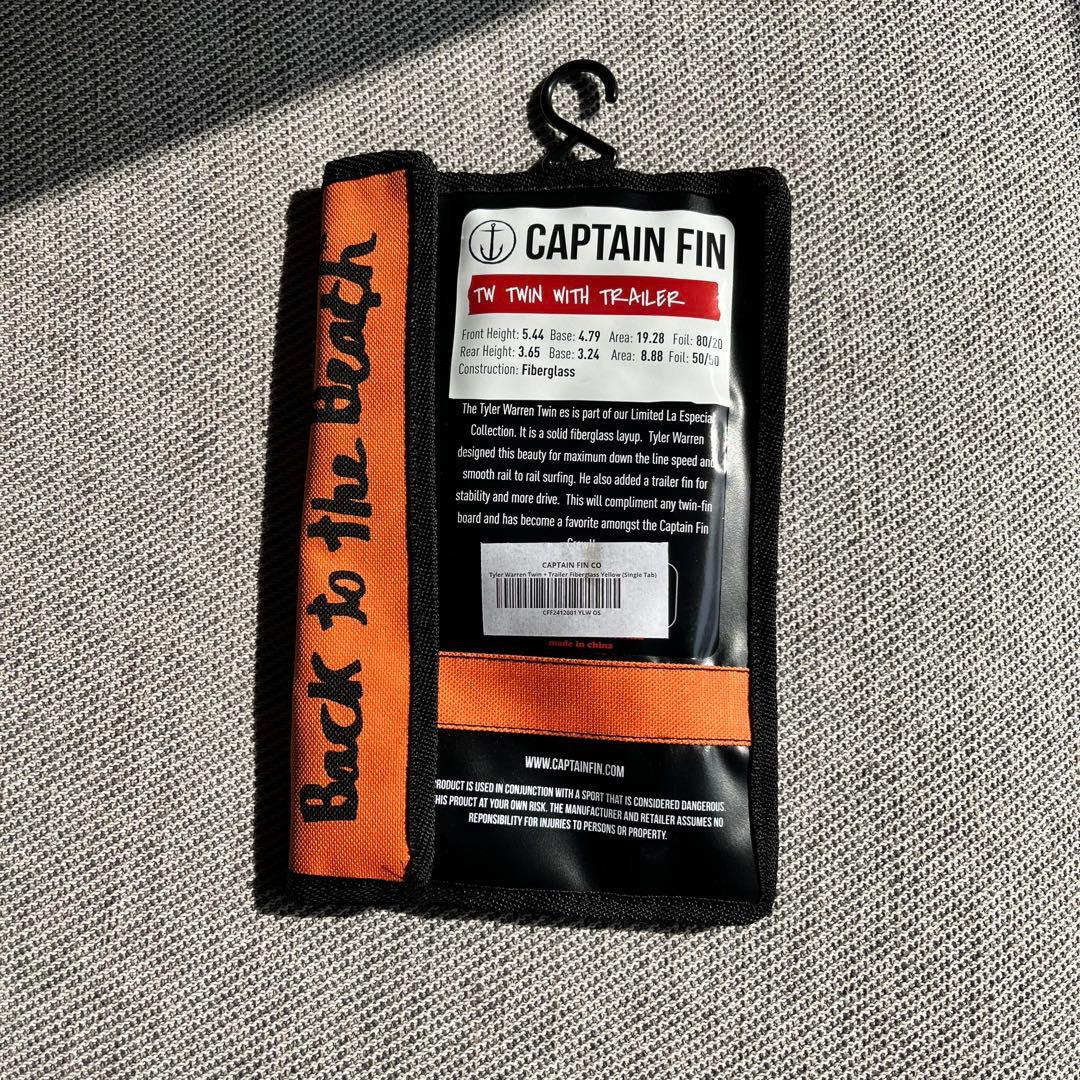 Back to the Beach
CAPTAIN FIN
TW TWIN WITH TRAILER
Front Height: 5.44 Base: 4.79 Area: 19.28 Foil: 80/20
Rear Height: 3.65 Base: 3.24 Area: 8.88 Foil: 50/50
Construction: Fiberglass
The Tyler Warren Twin es is part of our Limited La Especial
Collection. It is a solid fiberglass layup. Tyler Warren
designed this beauty for maximum down the line speed and
smooth rail to rail surfing. He also added a trailer fin for
stability and more drive. This will compliment any twin-fin
board and has become a favorite amongst the Captain Fin
CAPTAIN FIN CO
Tyler Warren Twin + Trailer Fiberglass Yellow (Single Tab)
CFF2412001 YLW OS
made in china
WWW.CAPTAINFIN.COM
RODUCT IS USED IN CONJUNCTION WITH A SPORT THAT IS CONSIDERED DANGEROUS.
HIS PROUCT AT YOUR OWN RISK. THE MANUFACTURER AND RETAILER ASSUMES NO
REPONSIBILITY FOR INJURIES TO PERSONS OR PROPERTY.